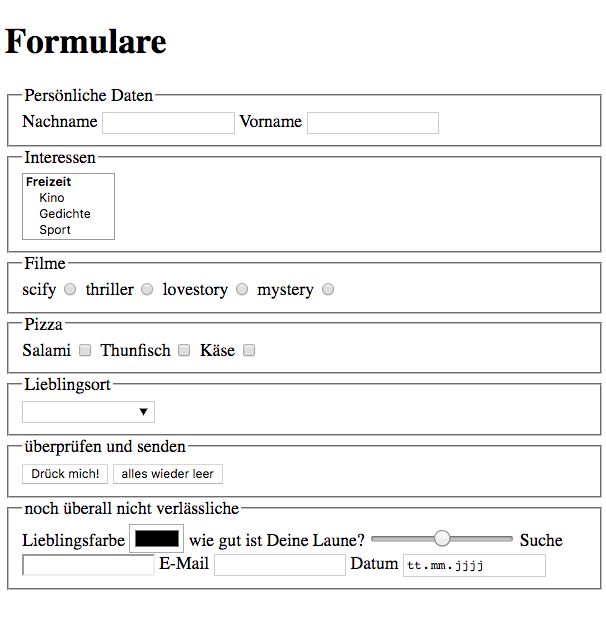 Formulare
Persönliche Daten
Nachname Vorname
Interessen
Freizeit
Kino
Gedichte
Sport
Filme
scify thriller lovestory mystery
Pizza
Salami Thunfisch Käse
Lieblingsort
überprüfen und senden
Drück mich! alles wieder leer
noch überall nicht verlässliche
Lieblingsfarbe wie gut ist Deine Laune? Suche
E-Mail Datum tt.mm.jjjj